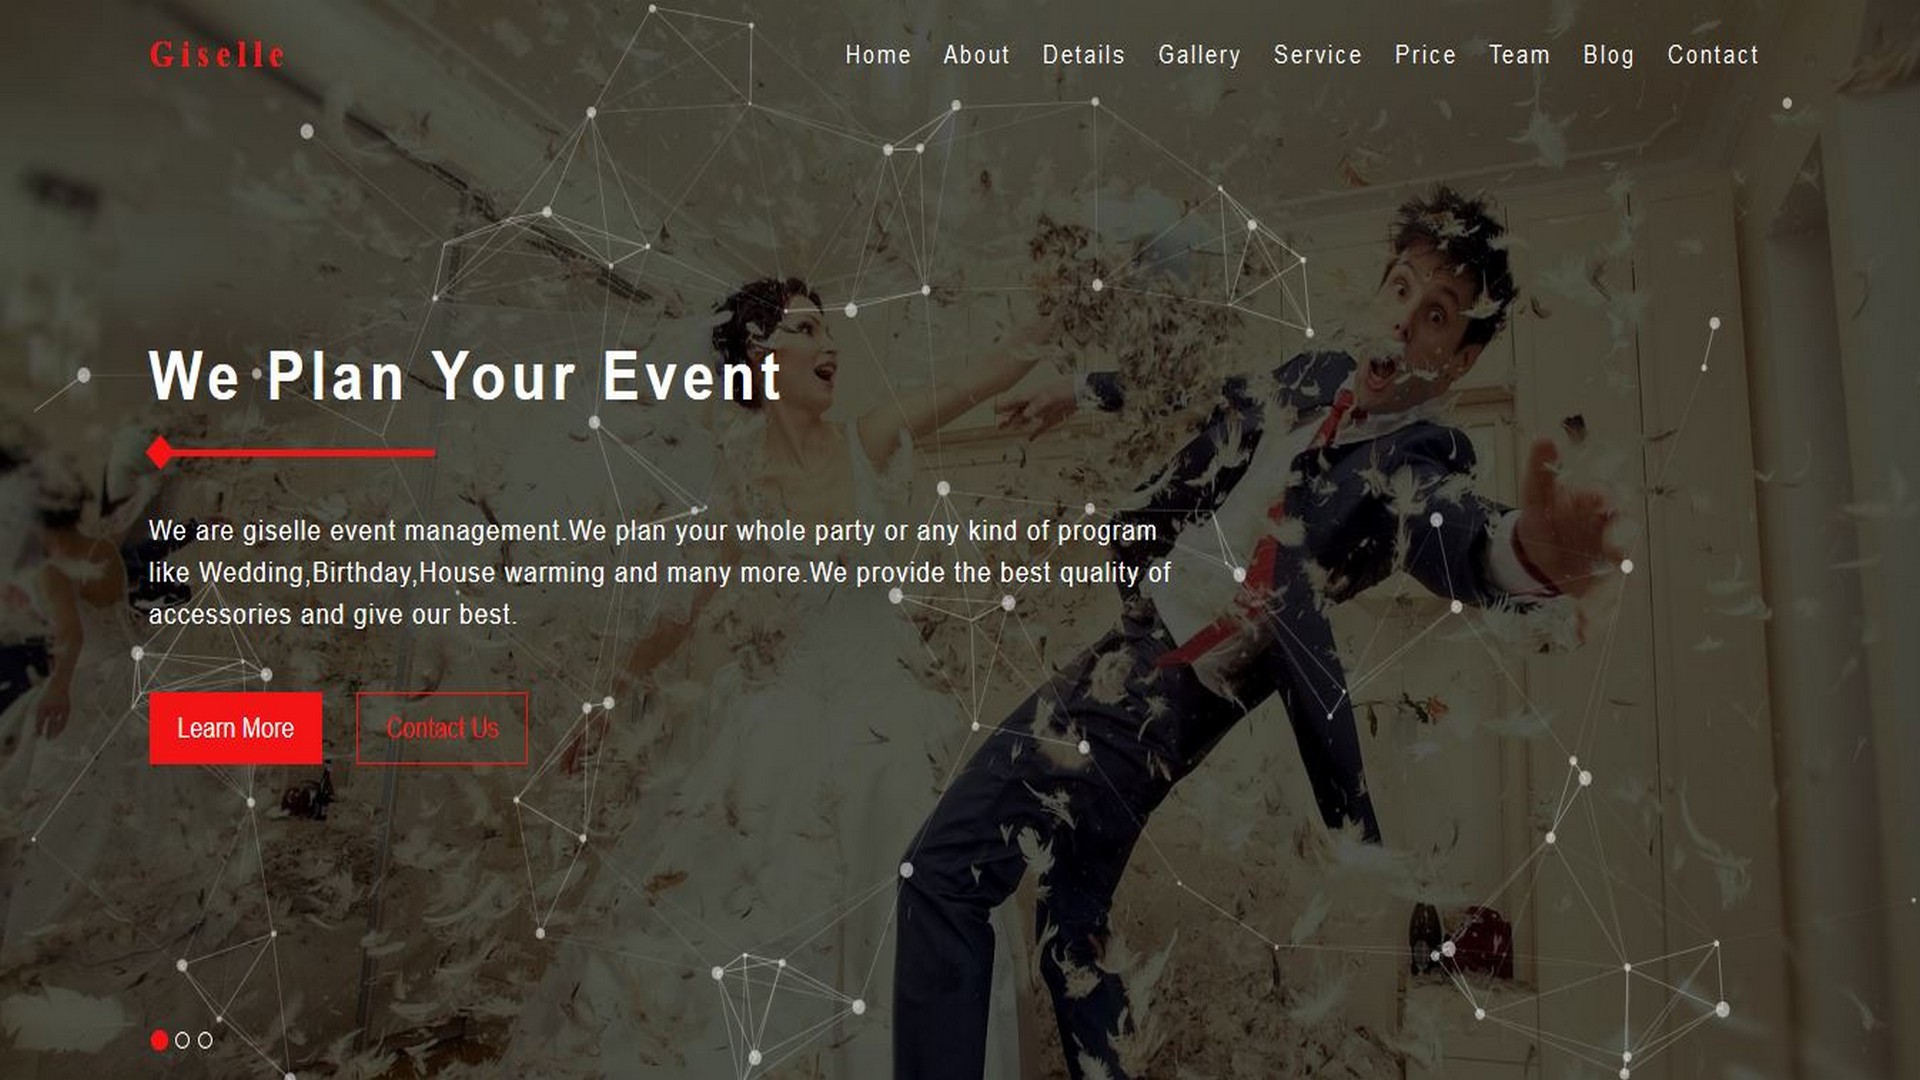 Giselle
Home About Details Gallery Service Price Team Blog Contact
We Plan Your Event
We are giselle event management.We plan your whole party or any kind of program
like Wedding,Birthday,House warming and many more.We provide the best quality of
accessories and give our best.
Learn More
Contact Us